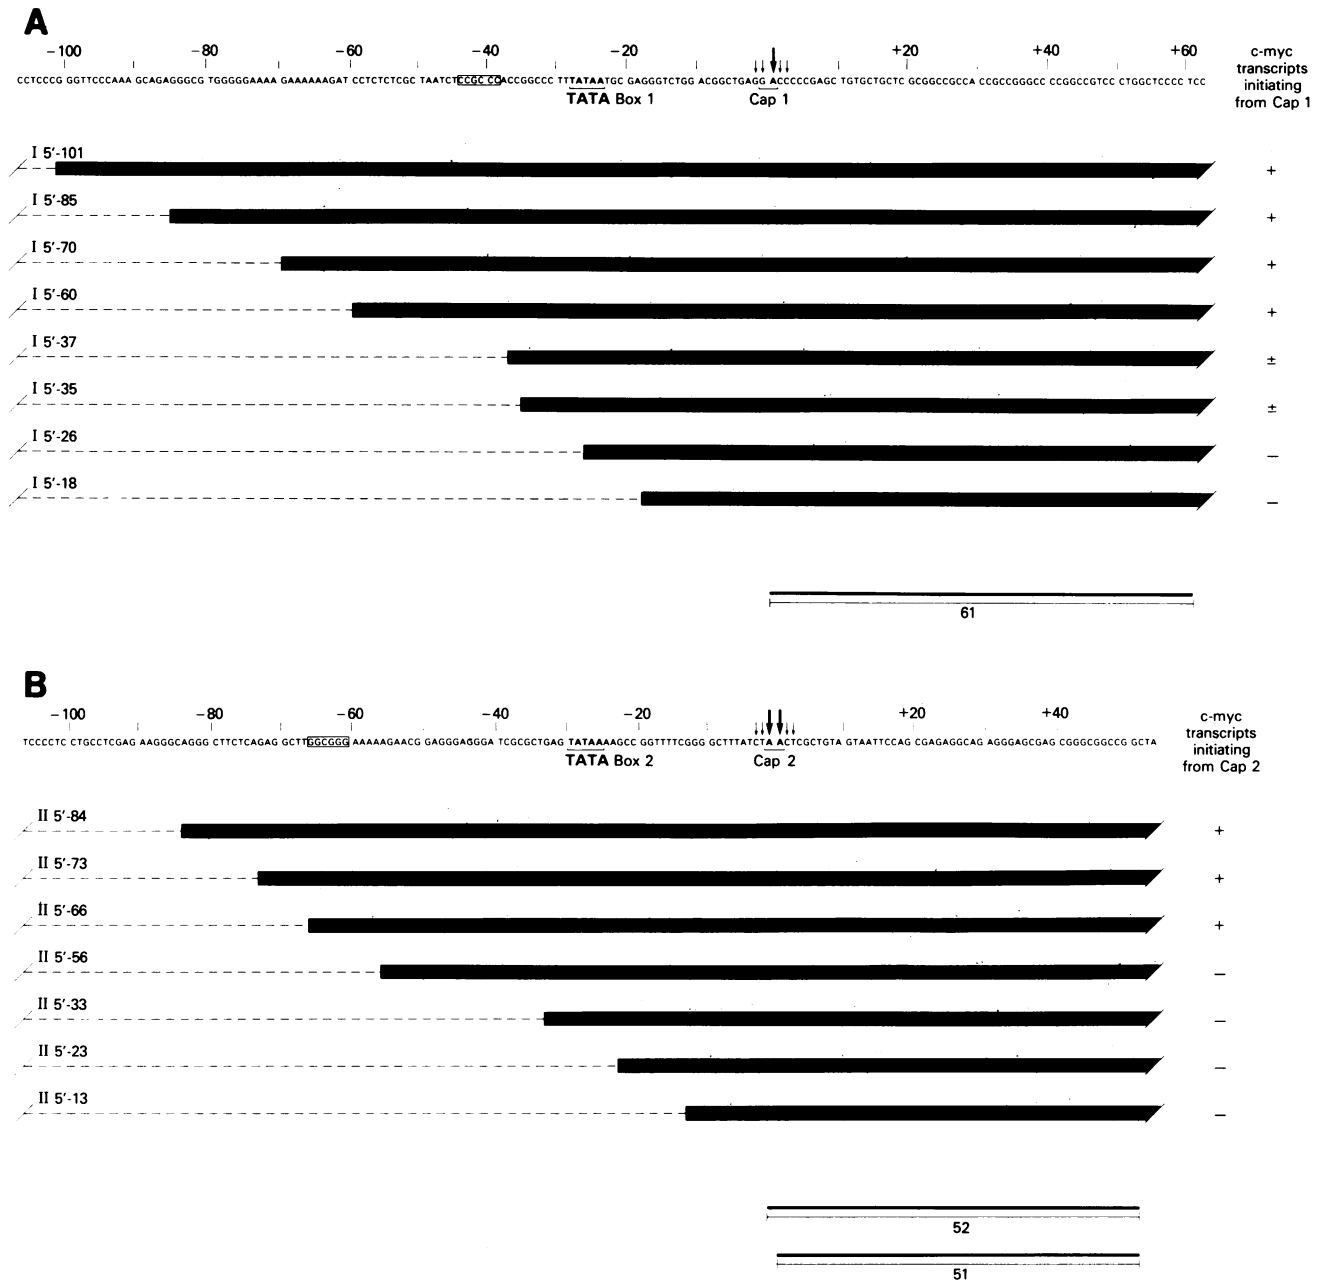 A
-100 -80 -60 -40 -20 +20 +40 +60
c-myc
transcripts
initiating
from Cap 1
CCTCCCG GGTTCCCAAA GCAGAGGGCG TGGGGGAAAA GAAAAAAGAT CCTCTCTCGC TAATCTCCGC CCACCGGCCC TTTATAATGC GAGGGTCTGG ACGGCTGAGG ACCCCCGAGC TGTGCTGCTC GCGGCCGCCA CCGCCGGGCC CCGGCCGTCC CTGGCTCCCC TCC
TATA Box 1
Cap 1
I 5′-101 +
I 5′-85 +
I 5′-70 +
I 5′-60 +
I 5′-37 ±
I 5′-35 ±
I 5′-26 −
I 5′-18 −
61
B
-100 -80 -60 -40 -20 +20 +40
c-myc
transcripts
initiating
from Cap 2
TCCCCTC CTGCCTCGAG AAGGGCAGGG CTTCTCAGAG GCTTGGCGGG AAAAAGAACG GAGGGAGGGA TCGCGCTGAG TATAAAAGCC GGTTTTCGGG GCTTTATCTA ACTCGCTGTA GTAATTCCAG CGAGAGGCAG AGGGAGCGAG CGGGCGGCCG GCTA
TATA Box 2
Cap 2
II 5′-84 +
II 5′-73 +
II 5′-66 +
II 5′-56 −
II 5′-33 −
II 5′-23 −
II 5′-13 −
52
51